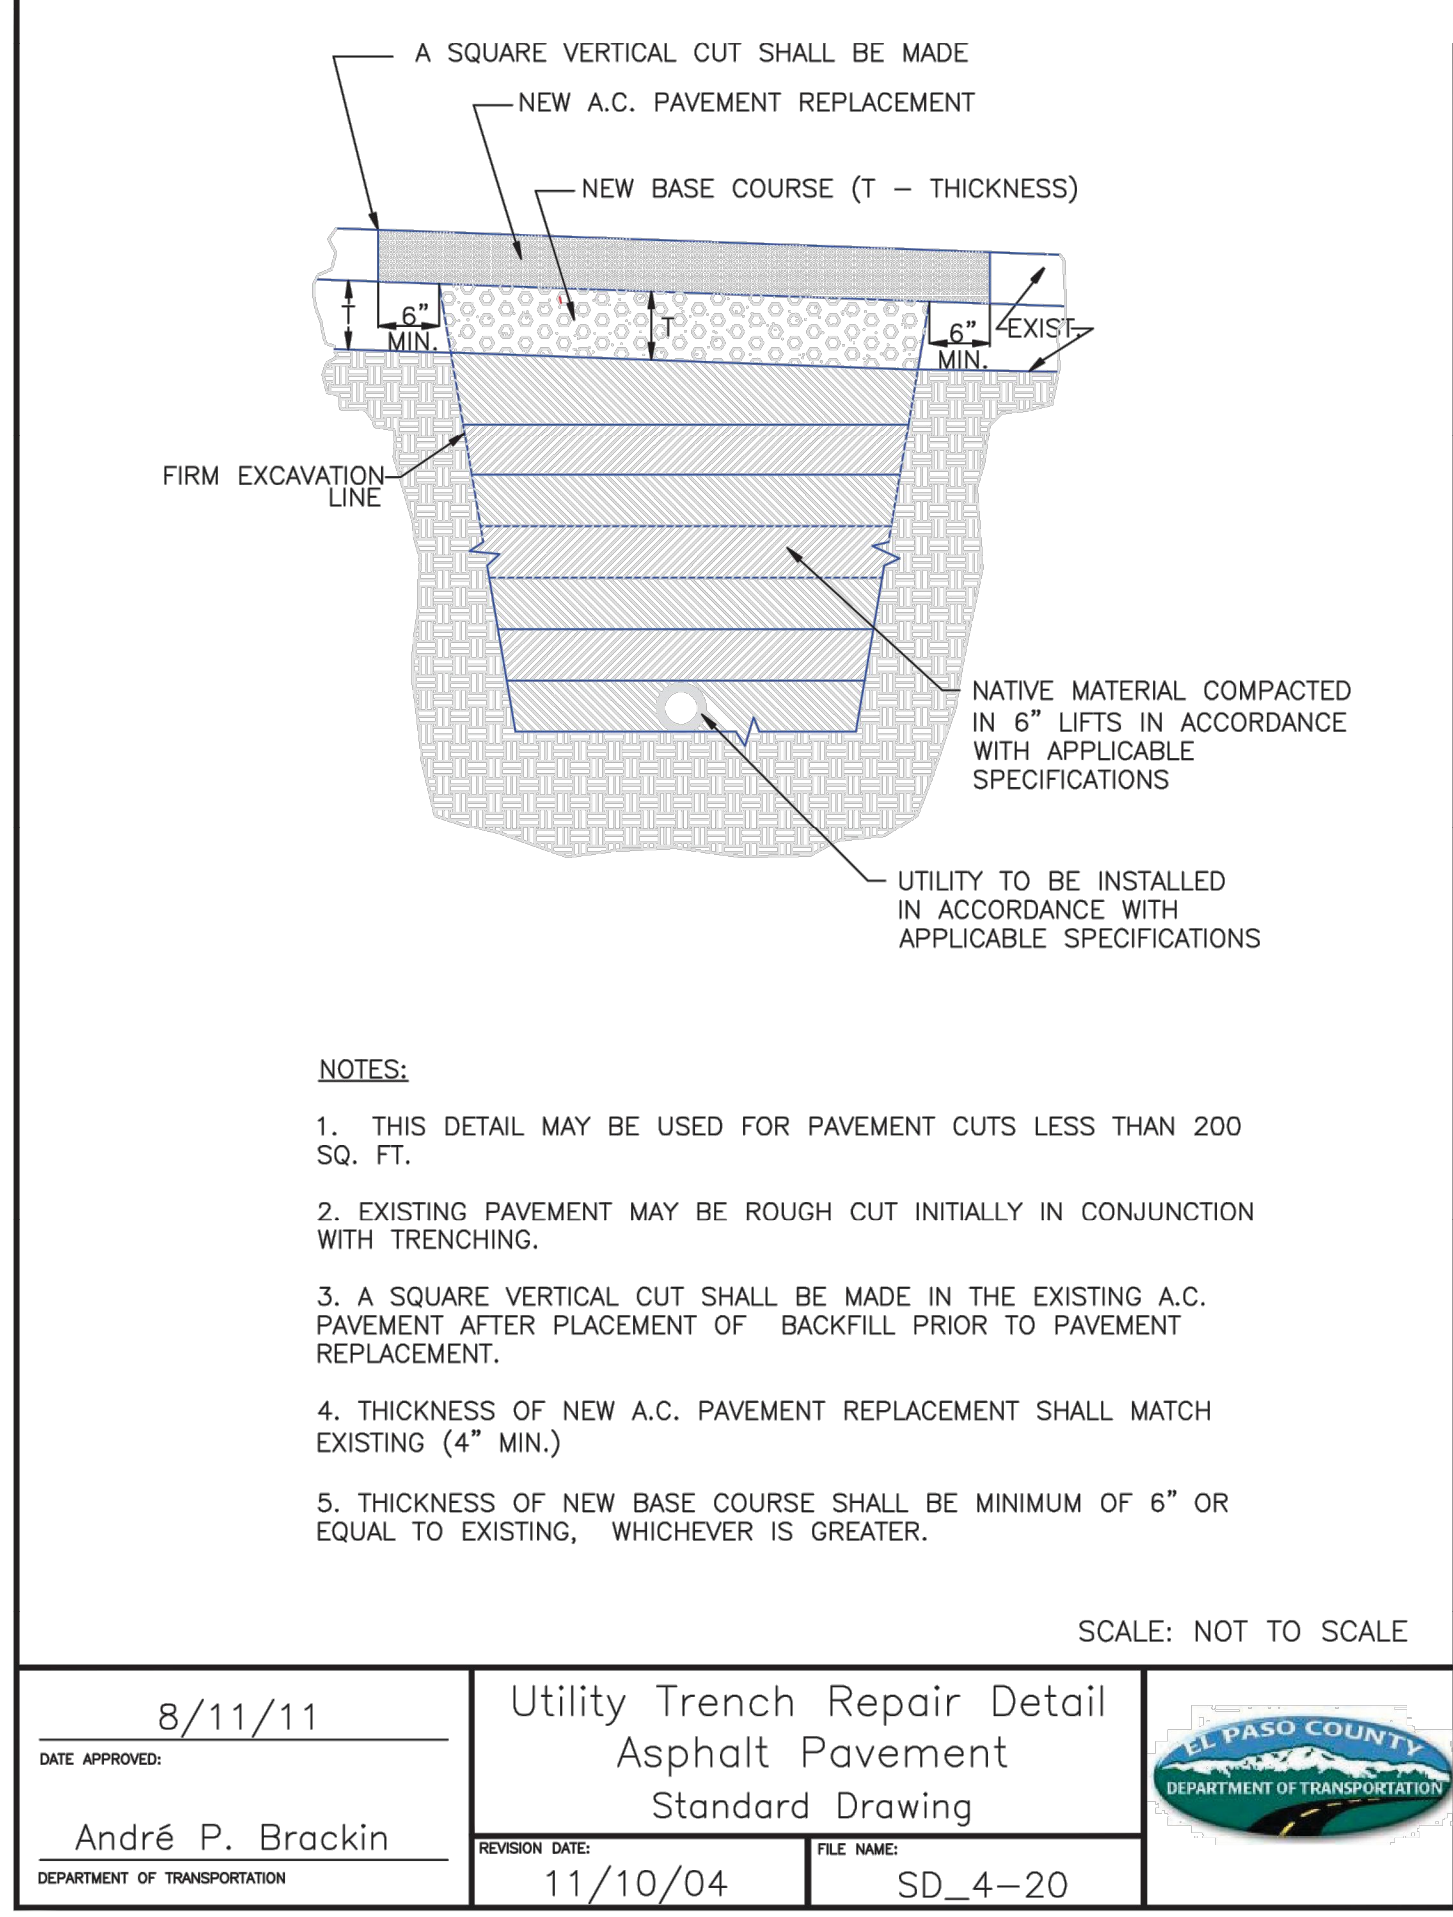 A SQUARE VERTICAL CUT SHALL BE MADE
NEW A.C. PAVEMENT REPLACEMENT
NEW BASE COURSE (T – THICKNESS)
T
6"
MIN.
T
6"
MIN.
EXIST.
FIRM EXCAVATION
LINE
NATIVE MATERIAL COMPACTED
IN 6" LIFTS IN ACCORDANCE
WITH APPLICABLE
SPECIFICATIONS
UTILITY TO BE INSTALLED
IN ACCORDANCE WITH
APPLICABLE SPECIFICATIONS
NOTES:
1. THIS DETAIL MAY BE USED FOR PAVEMENT CUTS LESS THAN 200
SQ. FT.
2. EXISTING PAVEMENT MAY BE ROUGH CUT INITIALLY IN CONJUNCTION
WITH TRENCHING.
3. A SQUARE VERTICAL CUT SHALL BE MADE IN THE EXISTING A.C.
PAVEMENT AFTER PLACEMENT OF BACKFILL PRIOR TO PAVEMENT
REPLACEMENT.
4. THICKNESS OF NEW A.C. PAVEMENT REPLACEMENT SHALL MATCH
EXISTING (4" MIN.)
5. THICKNESS OF NEW BASE COURSE SHALL BE MINIMUM OF 6" OR
EQUAL TO EXISTING, WHICHEVER IS GREATER.
SCALE: NOT TO SCALE
8/11/11
DATE APPROVED:
André P. Brackin
DEPARTMENT OF TRANSPORTATION
Utility Trench Repair Detail
Asphalt Pavement
Standard Drawing
REVISION DATE:
11/10/04
FILE NAME:
SD_4-20
EL PASO COUNTY
DEPARTMENT OF TRANSPORTATION